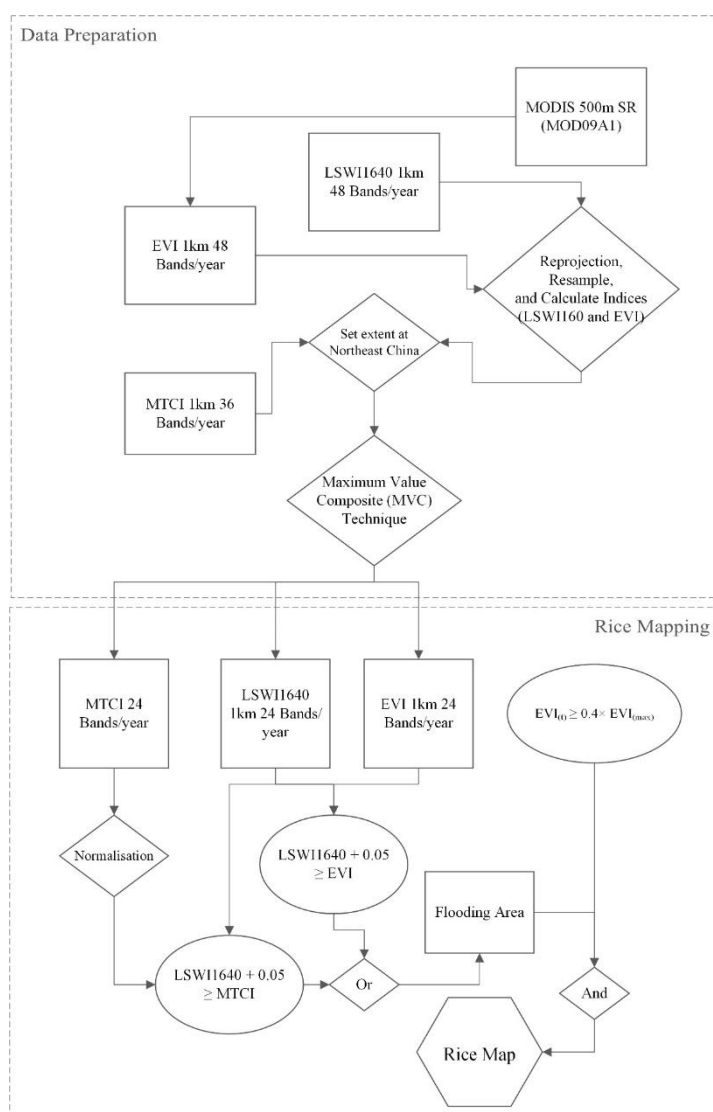 Data Preparation
MODIS 500m SR
(MOD09A1)
LSWI1640 1km
48 Bands/year
EVI 1km 48
Bands/year
Reprojection,
Resample,
and Calculate Indices
(LSWI160 and EVI)
Set extent at
Northeast China
MTCI 1km 36
Bands/year
Maximum Value
Composite (MVC)
Technique
Rice Mapping
MTCI 24
Bands/year
LSWI1640
1km 24 Bands/
year
EVI 1km 24
Bands/year
EVI(t) ≥ 0.4× EVI(max)
Normalisation
LSWI1640 + 0.05
≥ EVI
Flooding Area
LSWI1640 + 0.05
≥ MTCI
Or
And
Rice Map